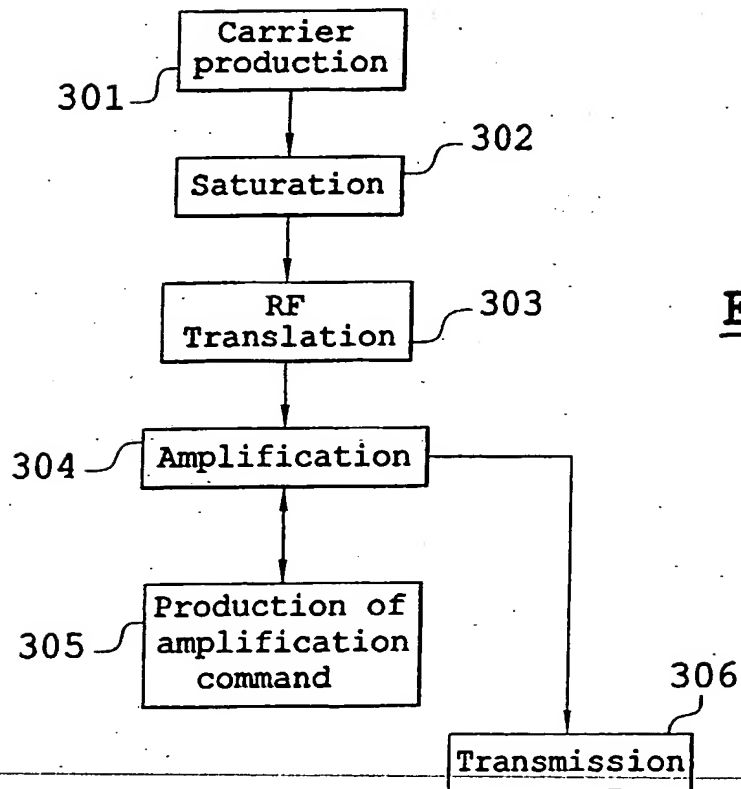 Carrier
production
301
302
Saturation
RF
Translation
303
304
Amplification
Production of
amplification
command
305
306
Transmission